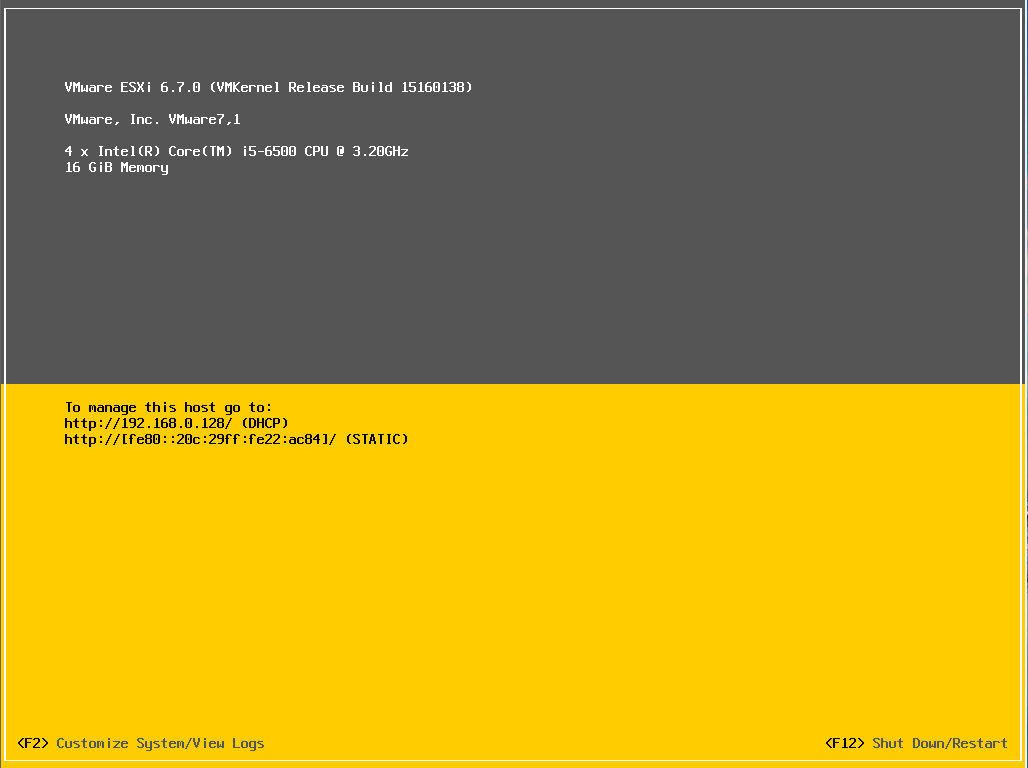 VMware ESXi 6.7.0 (VMKernel Release Build 15160138)
VMware, Inc. VMware7,1
4 x Intel(R) Core(TM) i5-6500 CPU @ 3.20GHz
16 GiB Memory
To manage this host go to:
http://192.168.0.128/ (DHCP)
http://[fe80::20c:29ff:fe22:ac84]/ (STATIC)
<F2> Customize System/View Logs
<F12> Shut Down/Restart